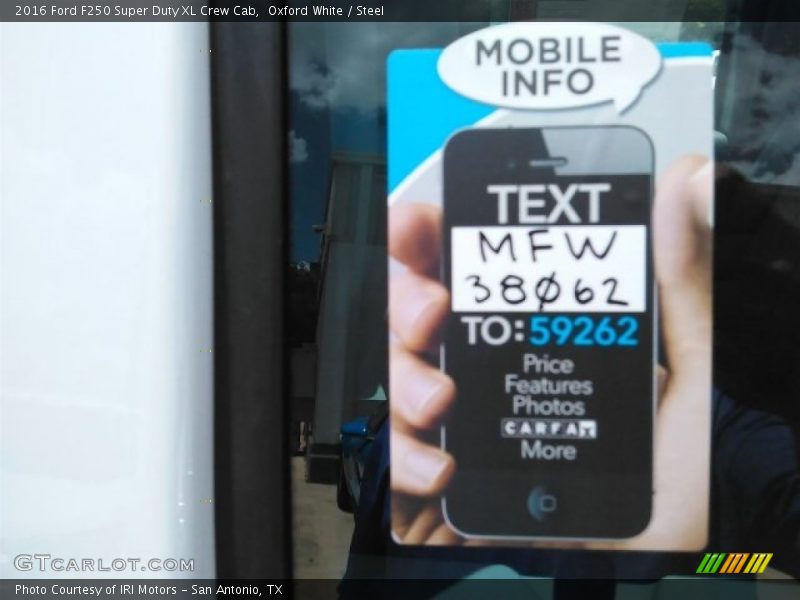 2016 Ford F250 Super Duty XL Crew Cab,  Oxford White / Steel
MOBILE
INFO
TEXT
MFW
38Ø62
TO: 59262
Price
Features
Photos
CARFAX
More
GTCARLOT.COM
Photo Courtesy of IRI Motors – San Antonio, TX